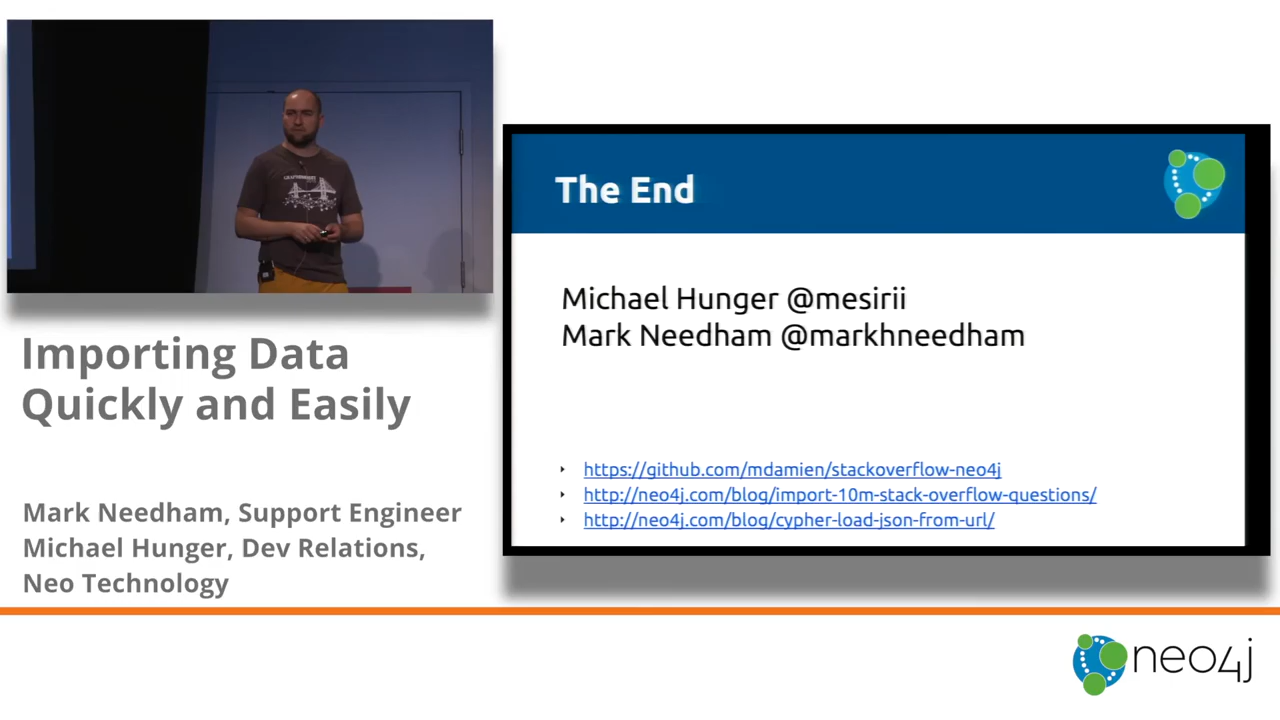 The End
Michael Hunger @mesirii
Mark Needham @markhneedham
https://github.com/mdamien/stackoverflow-neo4j
http://neo4j.com/blog/import-10m-stack-overflow-questions/
http://neo4j.com/blog/cypher-load-json-from-url/
Importing Data
Quickly and Easily
Mark Needham, Support Engineer
Michael Hunger, Dev Relations,
Neo Technology
neo4j